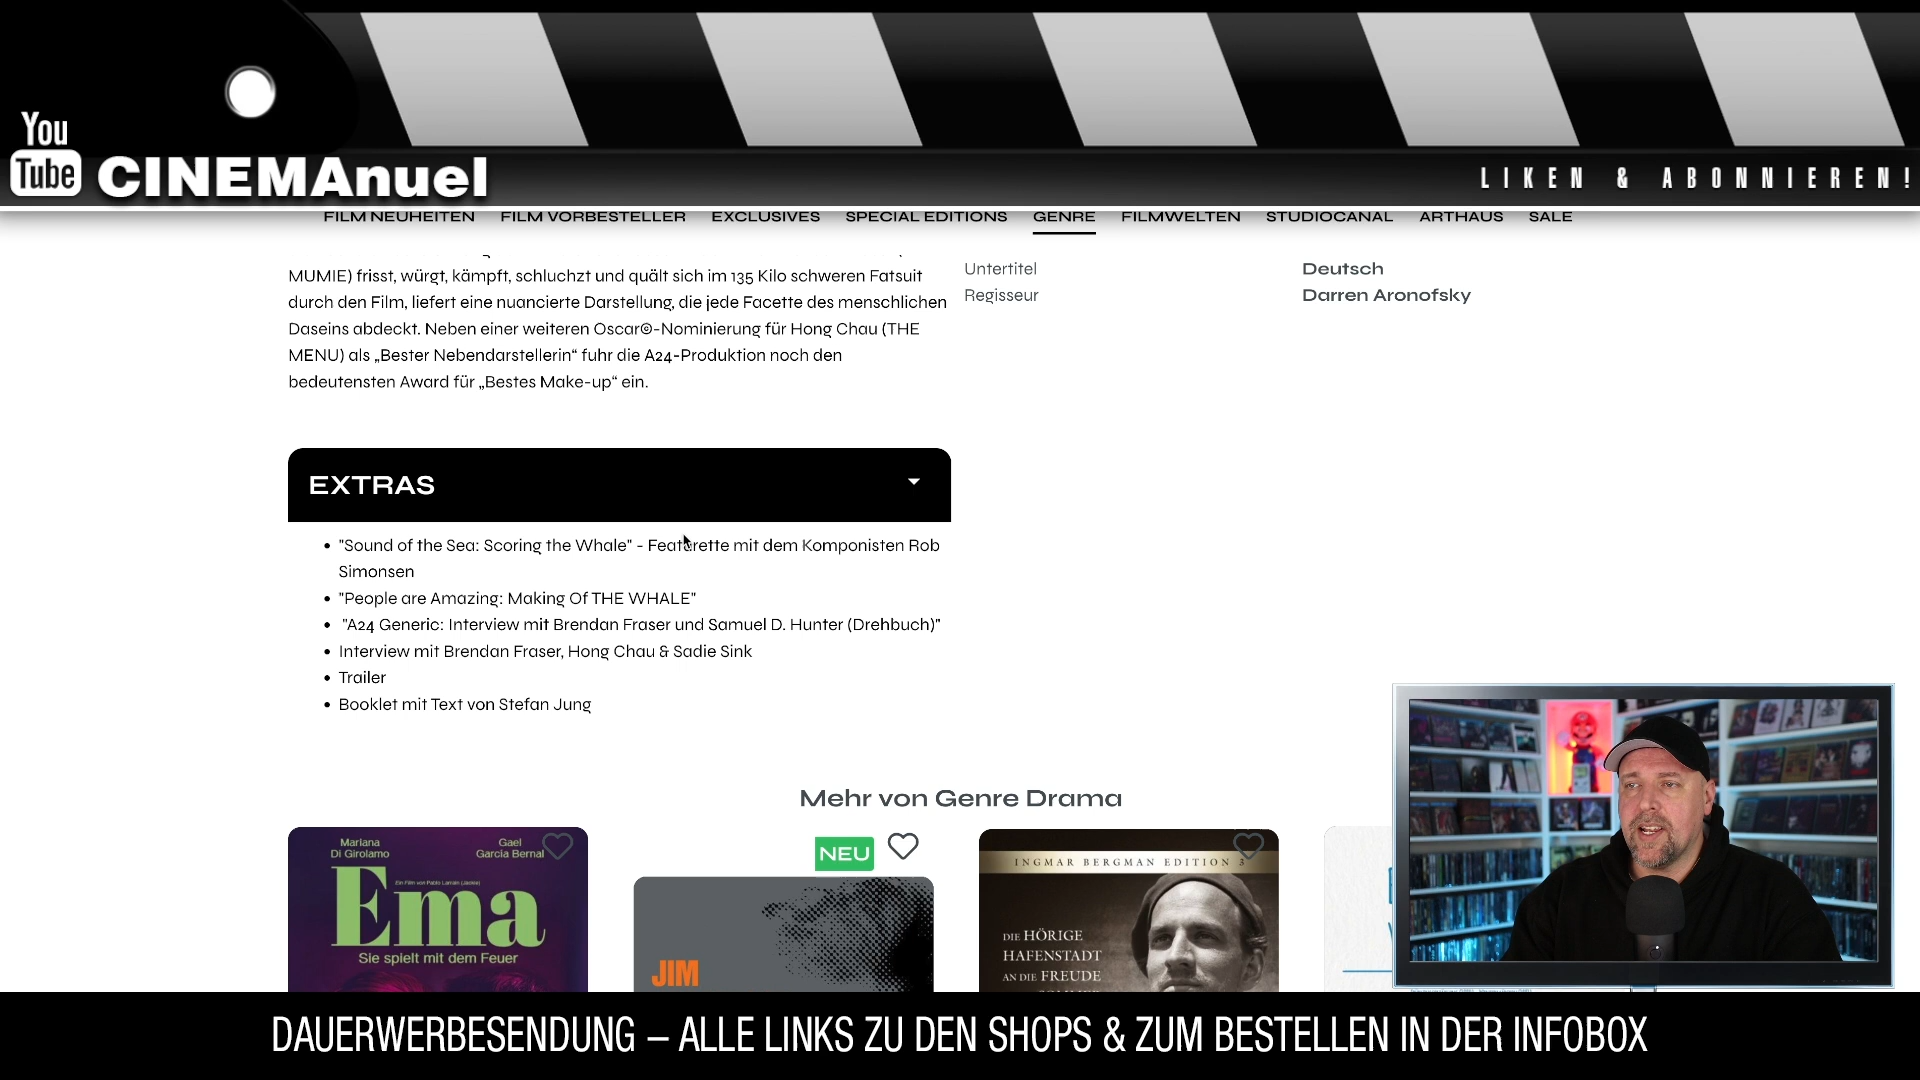 You
Tube CINEMAnuel
LIKEN & ABONNIEREN!
FILM NEUHEITEN FILM VORBESTELLER EXCLUSIVES SPECIAL EDITIONS GENRE FILMWELTEN STUDIOCANAL ARTHAUS SALE
MUMIE) frisst, würgt, kämpft, schluchzt und quält sich im 135 Kilo schweren Fatsuit
durch den Film, liefert eine nuancierte Darstellung, die jede Facette des menschlichen
Daseins abdeckt. Neben einer weiteren Oscar®-Nominierung für Hong Chau (THE
MENU) als „Bester Nebendarstellerin“ fuhr die A24-Produktion noch den
bedeutensten Award für „Bestes Make-up“ ein.
Untertitel Deutsch
Regisseur Darren Aronofsky
EXTRAS
• "Sound of the Sea: Scoring the Whale" - Featurette mit dem Komponisten Rob
Simonsen
• "People are Amazing: Making Of THE WHALE"
• "A24 Generic: Interview mit Brendan Fraser und Samuel D. Hunter (Drehbuch)"
• Interview mit Brendan Fraser, Hong Chau & Sadie Sink
• Trailer
• Booklet mit Text von Stefan Jung
Mehr von Genre Drama
Mariana
Di Girolamo
Gael
Garcia Bernal
Ein Film von Pablo Larraín (Jackie)
Ema
Sie spielt mit dem Feuer
NEU
JIM
INGMAR BERGMAN EDITION 3
DIE HÖRIGE
HAFENSTADT
AN DIE FREUDE
DAUERWERBESENDUNG – ALLE LINKS ZU DEN SHOPS & ZUM BESTELLEN IN DER INFOBOX